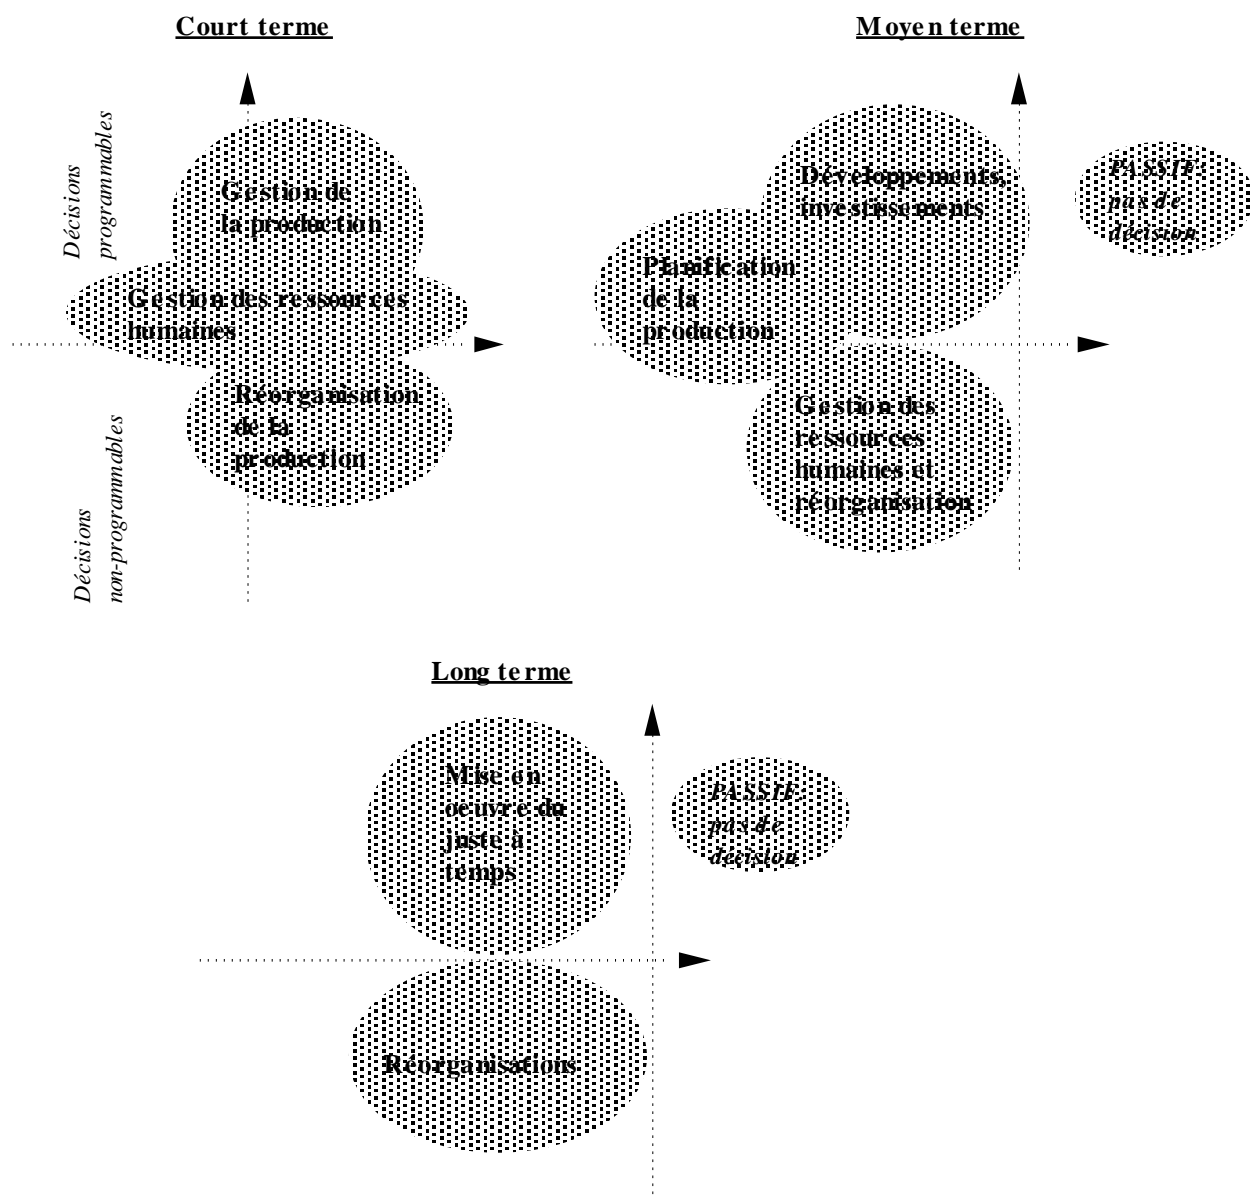 Court terme
Décisions
programmables
Gestion de
la production
Gestion des ressources
humaines
Réorganisation
de la
production
Décisions
non-programmables
Moyen terme
Développements,
investissements
PASSIF:
pas de
décision
Planification
de la
production
Gestion des
ressources
humaines et
réorganisation
Long terme
Mise en
oeuvre du
juste à
temps
PASSIF:
pas de
décision
Réorganisations